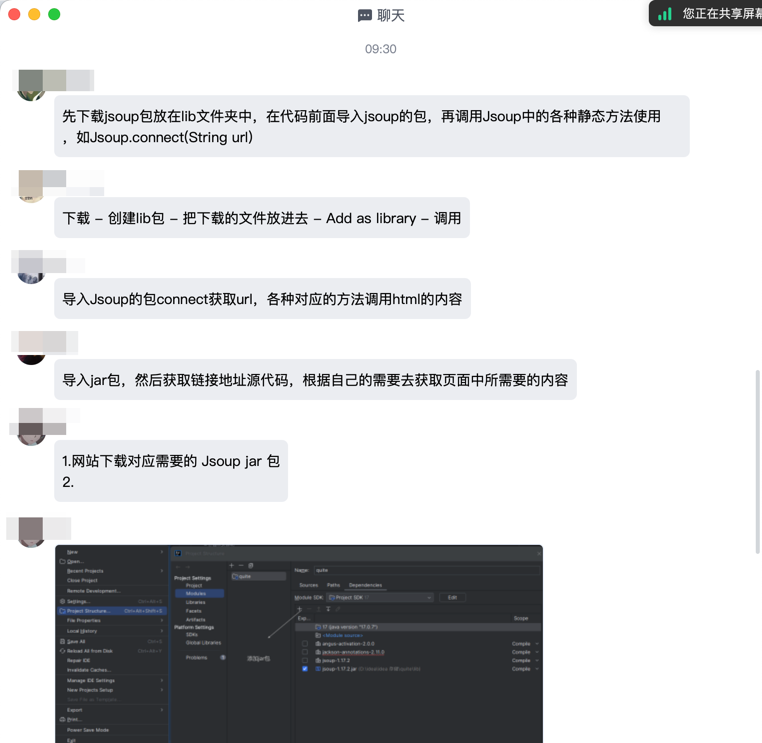 聊天
您正在共享屏幕
09:30
先下载jsoup包放在lib文件夹中，在代码前面导入jsoup的包，再调用Jsoup中的各种静态方法使用
，如Jsoup.connect(String url)
下载 – 创建lib包 – 把下载的文件放进去 – Add as library – 调用
导入Jsoup的包connect获取url，各种对应的方法调用html的内容
导入jar包，然后获取链接地址源代码，根据自己的需要去获取页面中所需要的内容
1.网站下载对应需要的 Jsoup jar 包
2.
New
Open...
Recent Projects
Close Project
Remote Development...
Settings...
Project Structure...
File Properties
Local History
Save All
Reload All from Disk
Repair IDE
Invalidate Caches...
Manage IDE Settings
New Projects Setup
Export
Print...
Power Save Mode
Exit
Project Settings
Project
Modules
Libraries
Facets
Artifacts
Platform Settings
SDKs
Global Libraries
Problems
quite
添加jar包
Name: quite
Sources Paths Dependencies
Module SDK: Project SDK 17 Edit
Exp... Scope
17 (java version "17.0.7")
<Module source>
angus-activation-2.0.0 Compile
jackson-annotations-2.11.0 Compile
jsoup-1.17.2 Compile
jsoup-1.17.2.jar Compile